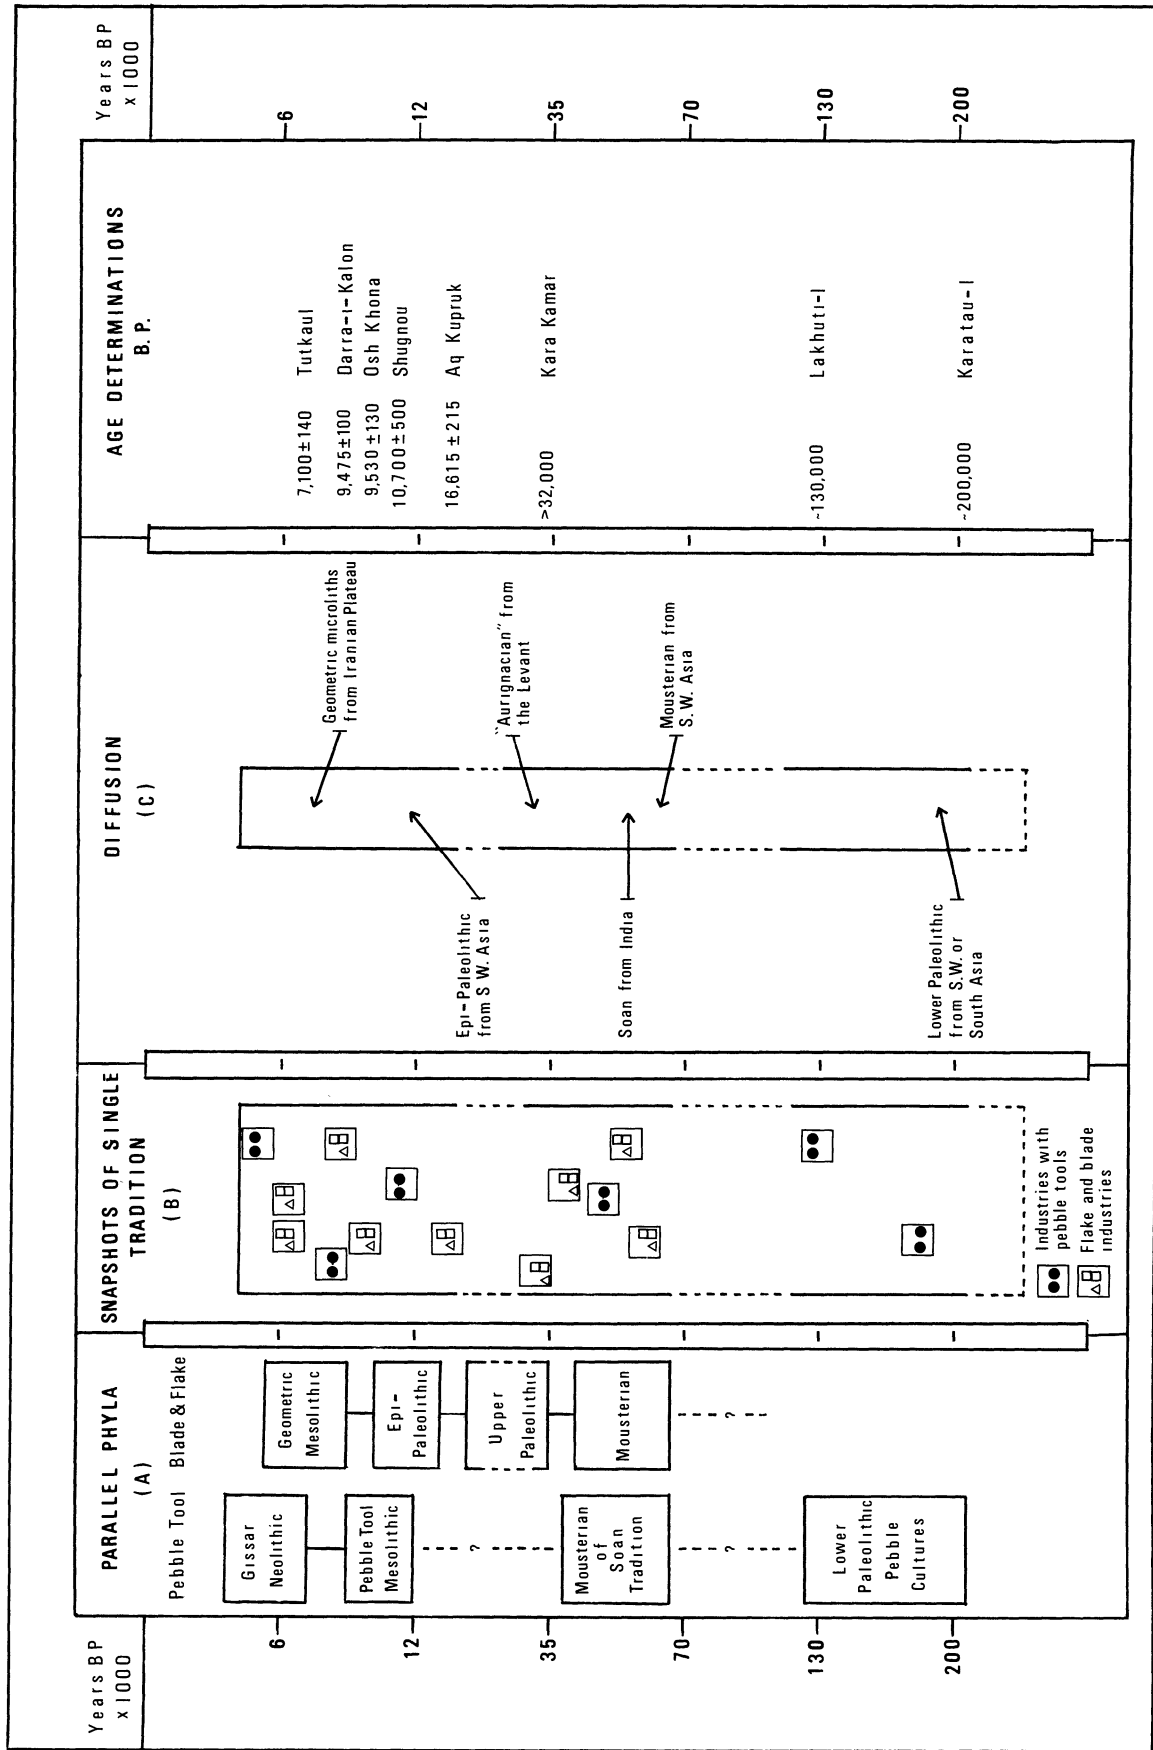 Years BP
x 1000
PARALLEL PHYLA
(A)
Pebble Tool Blade & Flake
SNAPSHOTS OF SINGLE
TRADITION
(B)
DIFFUSION
(C)
AGE DETERMINATIONS
B. P.
Years BP
x 1000
6
12
35
70
130
200
Gissar
Neolithic
Pebble Tool
Mesolithic
?
Mousterian
of
Soan
Tradition
?
Lower
Paleolithic
Pebble
Cultures
Geometric
Mesolithic
Epi-
Paleolithic
Upper
Paleolithic
Mousterian
?
Industries with
pebble tools
Flake and blade
industries
Geometric microliths
from Iranian Plateau
Epi-Paleolithic
from S W. Asia
"Aurignacian" from
the Levant
Soan from India
Mousterian from
S. W. Asia
Lower Paleolithic
from S.W. or
South Asia
7,100±140 Tutkaul
9,475±100 Darra-i-Kalon
9,530±130 Osh Khona
10,700±500 Shugnou
16,615±215 Aq Kupruk
>32,000 Kara Kamar
~130,000 Lakhuti-I
~200,000 Karatau-I
6
12
35
70
130
200